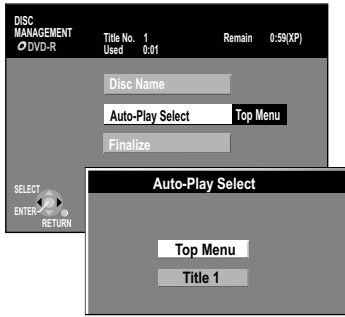 DISC
MANAGEMENT
DVD-R
Title No. 1
Used 0:01
Remain 0:59(XP)
Disc Name
Auto-Play Select
Top Menu
Finalize
SELECT
ENTER
RETURN
Auto-Play Select
Top Menu
Title 1